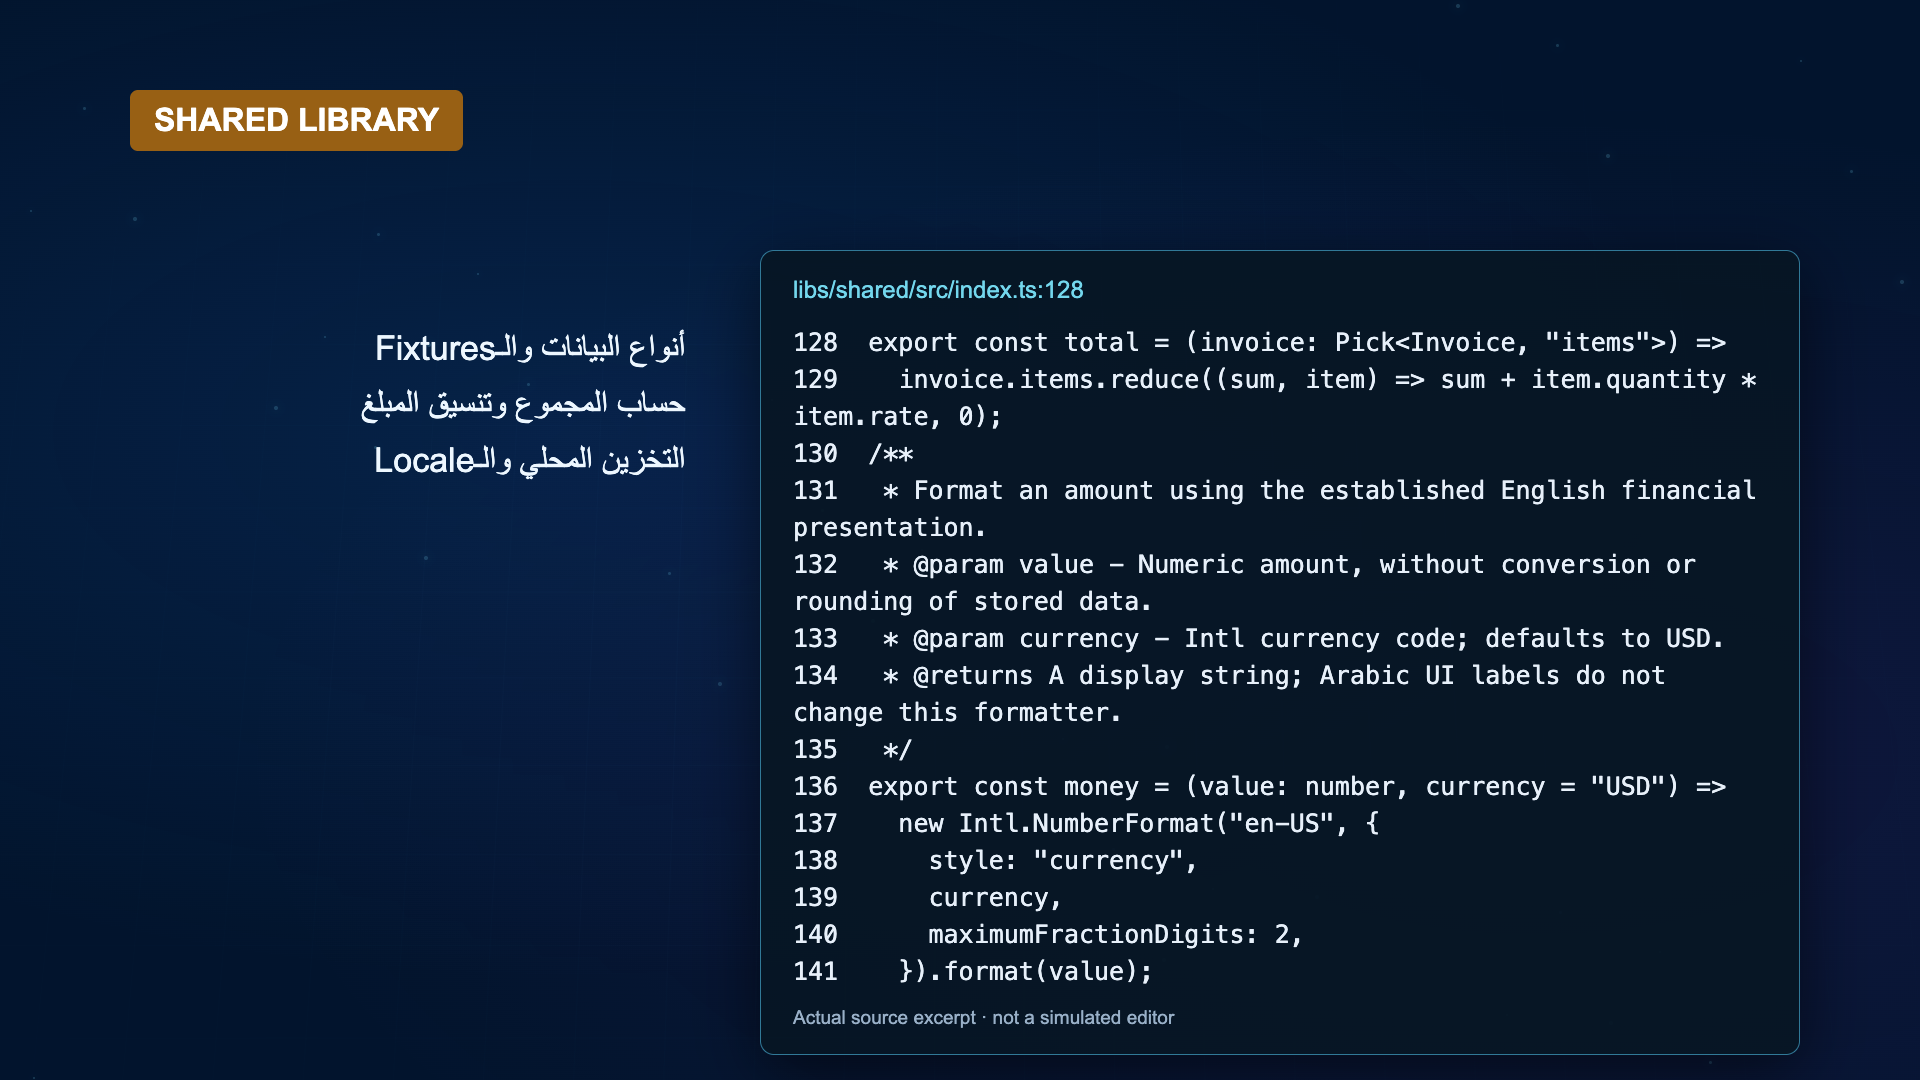 SHARED LIBRARY
أنواع البيانات والـFixtures
حساب المجموع وتنسيق المبلغ
التخزين المحلي والـLocale
libs/shared/src/index.ts:128
128  export const total = (invoice: Pick<Invoice, "items">) =>
129    invoice.items.reduce((sum, item) => sum + item.quantity *
item.rate, 0);
130  /**
131   * Format an amount using the established English financial
presentation.
132   * @param value – Numeric amount, without conversion or
rounding of stored data.
133   * @param currency – Intl currency code; defaults to USD.
134   * @returns A display string; Arabic UI labels do not
change this formatter.
135   */
136  export const money = (value: number, currency = "USD") =>
137    new Intl.NumberFormat("en-US", {
138      style: "currency",
139      currency,
140      maximumFractionDigits: 2,
141    }).format(value);
Actual source excerpt · not a simulated editor